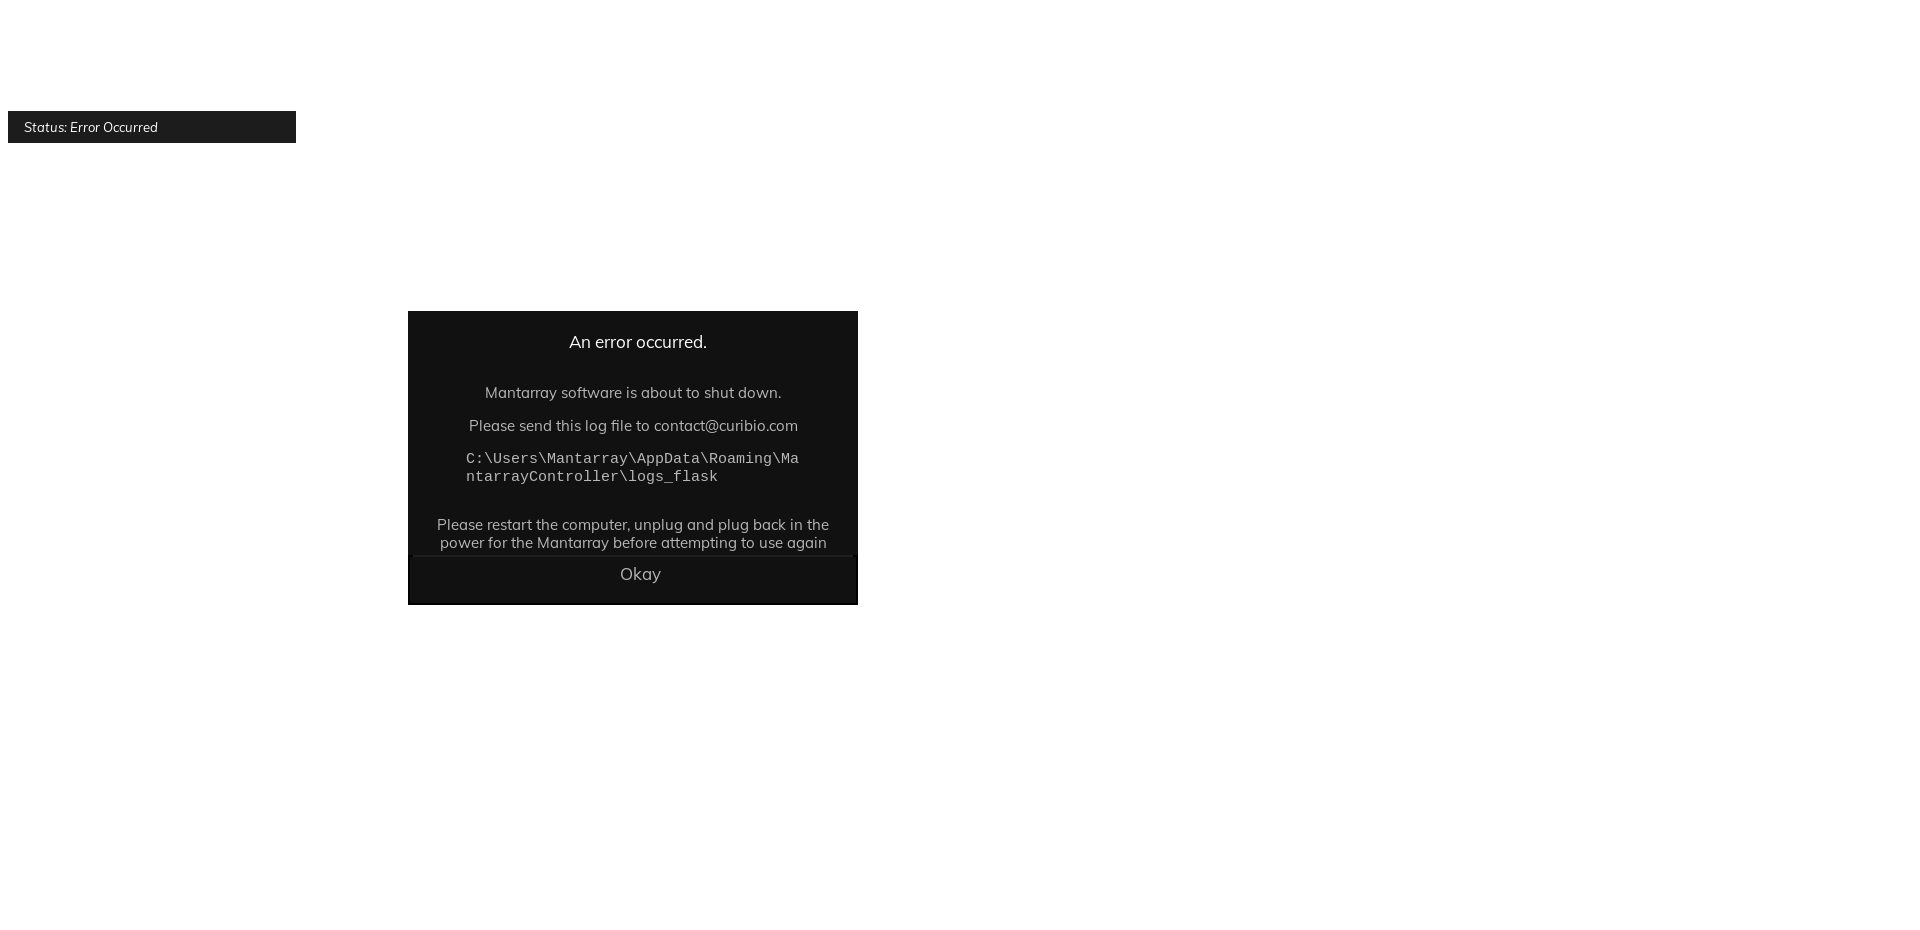 Status: Error Occurred
An error occurred.
Mantarray software is about to shut down.
Please send this log file to contact@curibio.com
C:\Users\Mantarray\AppData\Roaming\Ma
ntarrayController\logs_flask
Please restart the computer, unplug and plug back in the
power for the Mantarray before attempting to use again
Okay